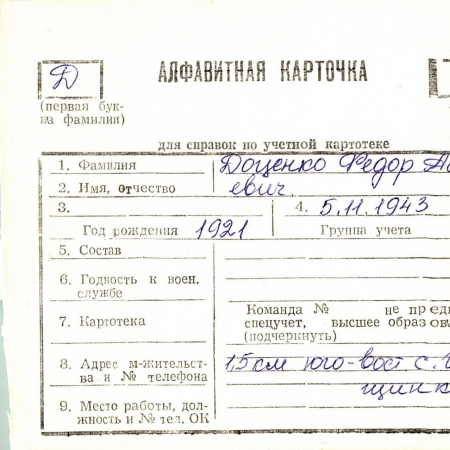 Д
АЛФАВИТНАЯ КАРТОЧКА
(первая бук-
ва фамилии)
для справок по учетной картотеке
1. Фамилия
Доценко Федор
2. Имя, отчество
евич.
3.
4. 5.11.1943
Год рождения 1921
Группа учета
5. Состав
6. Годность к воен.
службе
Команда №
7. Картотека
спецучет, высшее образов
(подчеркнуть)
8. Адрес м-жительст-
ва и № телефона
1,5 км юго-вост с.
9. Место работы, дол-
жность и № тел. ОК